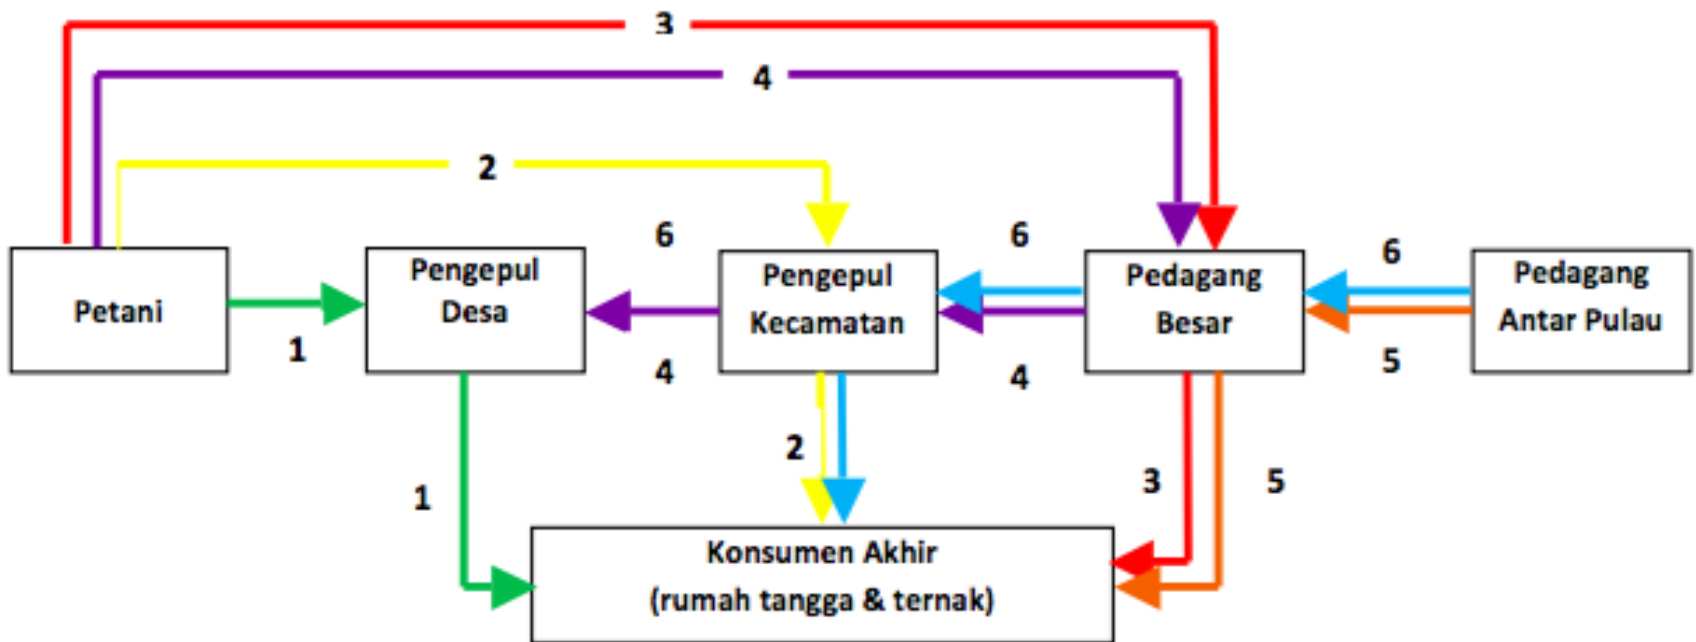 3
4
2
6
6
6
Petani
Pengepul
Desa
Pengepul
Kecamatan
Pedagang
Besar
Pedagang
Antar Pulau
1
4
4
5
1
2
3
5
Konsumen Akhir
(rumah tangga & ternak)